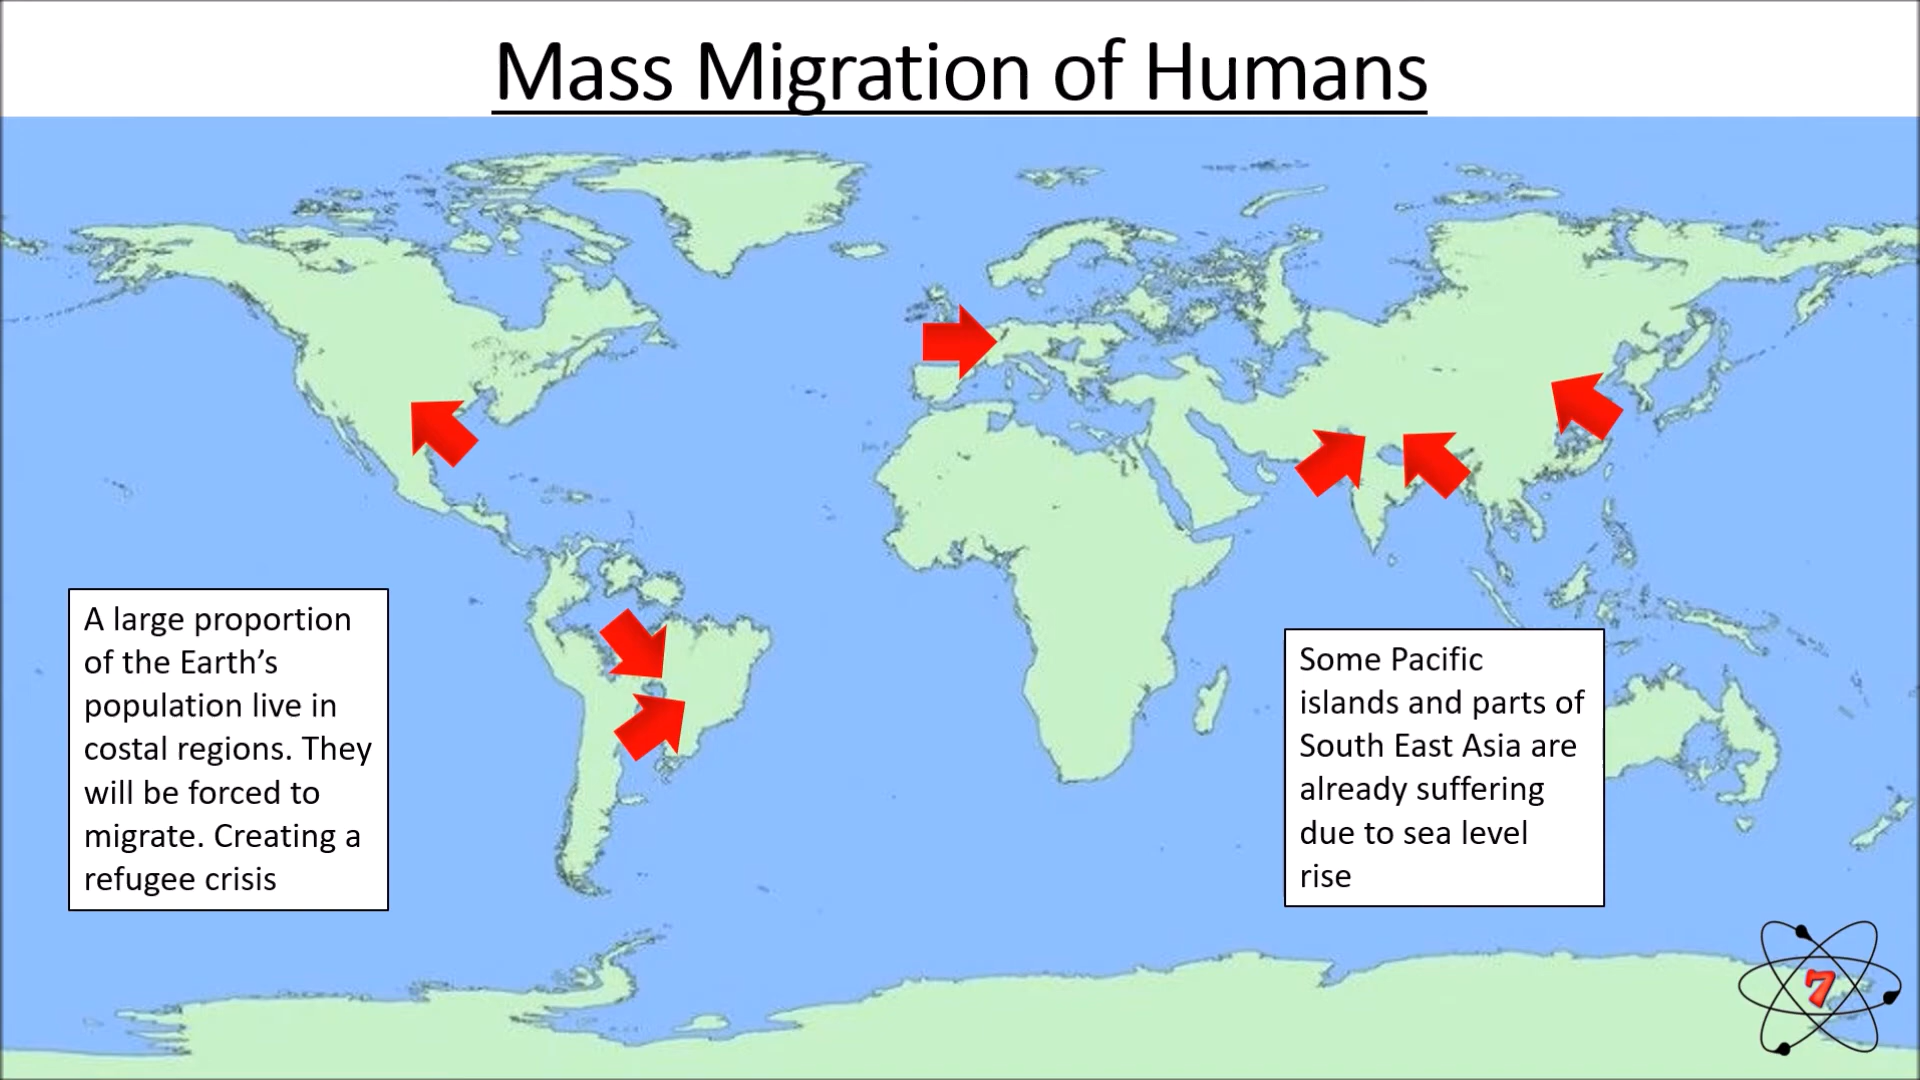 Mass Migration of Humans
A large proportion
of the Earth's
population live in
costal regions. They
will be forced to
migrate. Creating a
refugee crisis
Some Pacific
islands and parts of
South East Asia are
already suffering
due to sea level
rise
7